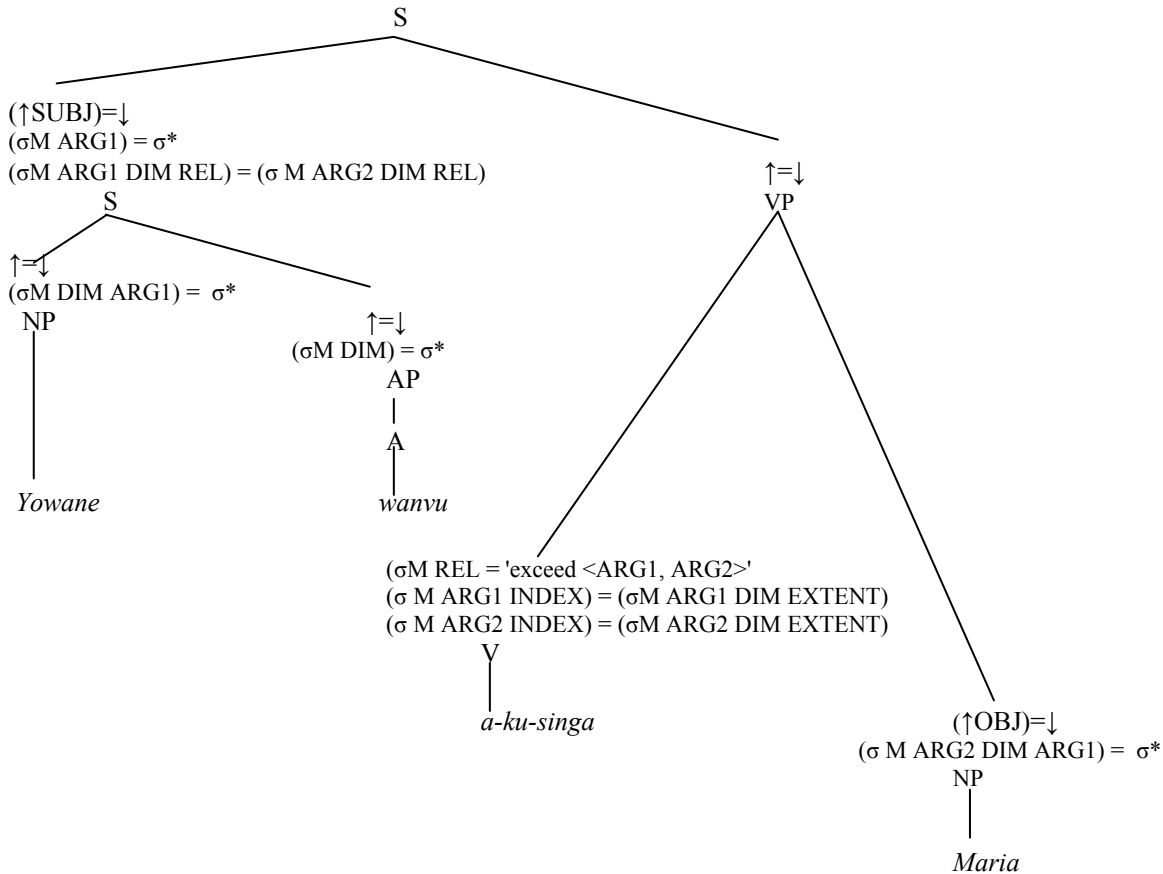 S
(↑SUBJ)=↓
(σM ARG1) = σ*
(σM ARG1 DIM REL) = (σ M ARG2 DIM REL)
S
↑=↓
VP
↑=↓
(σM DIM ARG1) = σ*
NP
↑=↓
(σM DIM) = σ*
AP
A
Yowane
wanvu
(σM REL = 'exceed <ARG1, ARG2>'
(σ M ARG1 INDEX) = (σM ARG1 DIM EXTENT)
(σ M ARG2 INDEX) = (σM ARG2 DIM EXTENT)
V
a-ku-singa
(↑OBJ)=↓
(σ M ARG2 DIM ARG1) = σ*
NP
Maria